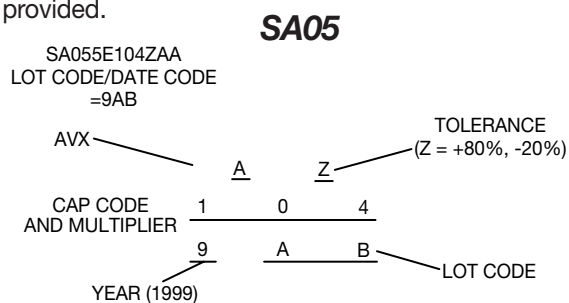 provided.
SA05
SA055E104ZAA
LOT CODE/DATE CODE
=9AB
AVX
TOLERANCE
(Z = +80%, -20%)
A Z
CAP CODE
AND MULTIPLIER
1 0 4
9 A B
LOT CODE
YEAR (1999)